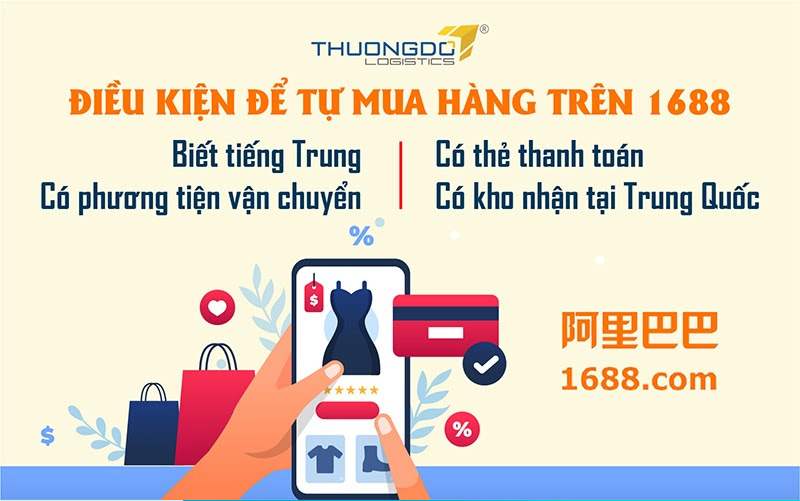 THUONGDO®
LOGISTICS
ĐIỀU KIỆN ĐỂ TỰ MUA HÀNG TRÊN 1688
Biết tiếng Trung
Có phương tiện vận chuyển
Có thẻ thanh toán
Có kho nhận tại Trung Quốc
%
$
阿里巴巴
1688.com
$
%